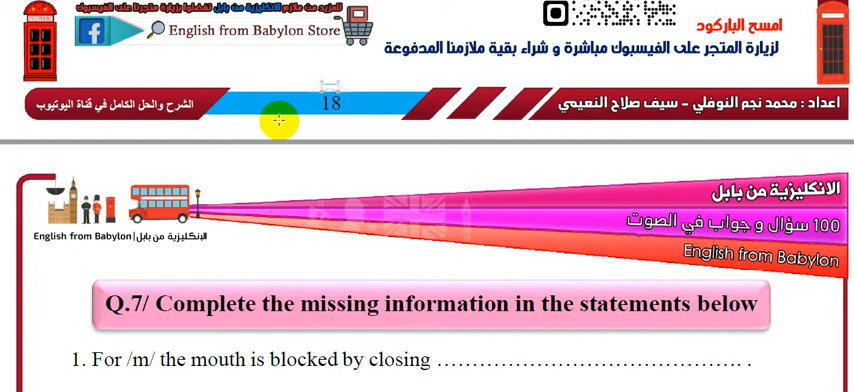 للمزيد من ملازم الانكليزية من بابل تفضلوا بزيارة متجرنا على الفيسبوك
English from Babylon Store
امسح الباركود
لزيارة المتجر على الفيسبوك مباشرة و شراء بقية ملازمنا المدفوعة
اعداد : محمد نجم النوفلي – سيف صلاح النعيمي
18
الشرح والحل الكامل في قناة اليوتيوب
الانكليزية من بابل
100 سؤال و جواب في الصوت
English from Babylon
English from Babylon | الإنكليزية من بابل
Q.7/ Complete the missing information in the statements below
1. For /m/ the mouth is blocked by closing ………………………………………… .